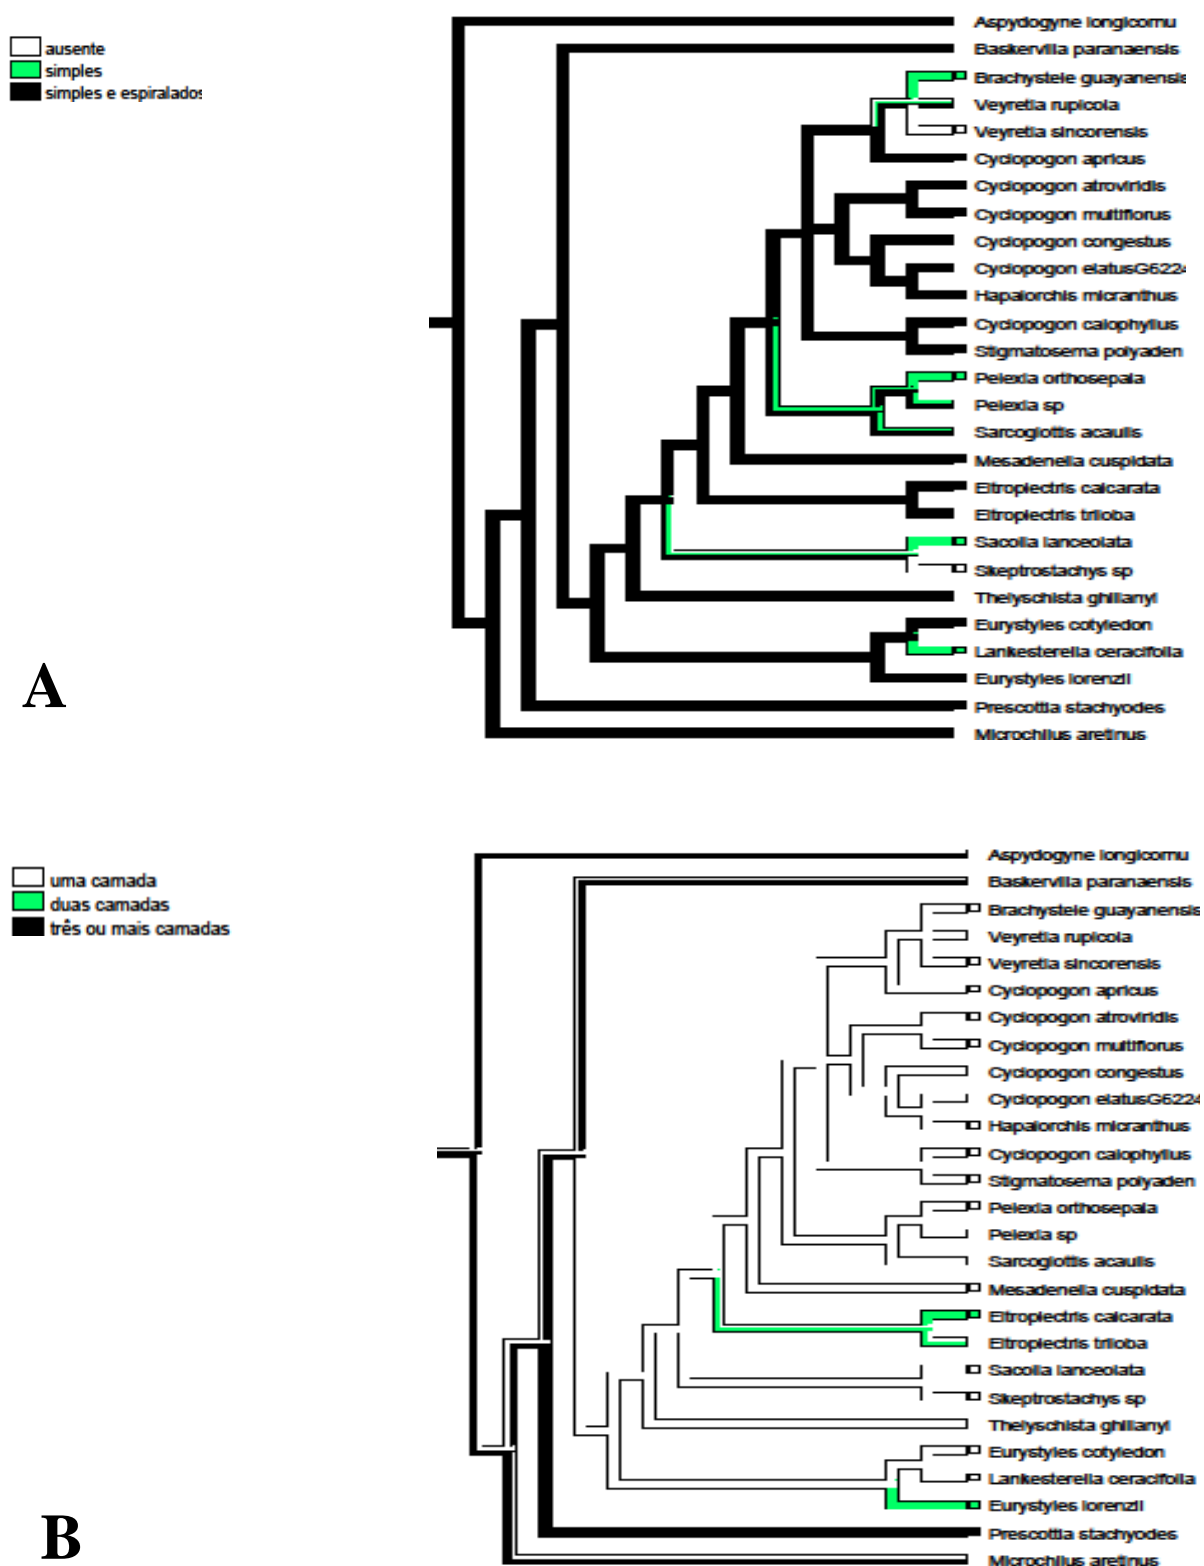 ausente
simples
simples e espiralados
Aspydogyne longicornu
Baskervilla paranaensis
Brachystele guayanensis
Veyretia rupicola
Veyretia sincorensis
Cyclopogon apricus
Cyclopogon atroviridis
Cyclopogon multiflorus
Cyclopogon congestus
Cyclopogon elatusG6224
Hapalorchis micranthus
Cyclopogon calophyllus
Stigmatosema polyaden
Pelexia orthosepala
Pelexia sp
Sarcoglottis acaulis
Mesadenella cuspidata
Eltroplectris calcarata
Eltroplectris triloba
Sacoila lanceolata
Skeptrostachys sp
Thelyschista ghillanyi
Eurystyles cotyledon
Lankesterella ceracifolia
Eurystyles lorenzii
Prescottia stachyodes
Microchilus aretinus
A
uma camada
duas camadas
três ou mais camadas
Aspydogyne longicornu
Baskervilla paranaensis
Brachystele guayanensis
Veyretia rupicola
Veyretia sincorensis
Cyclopogon apricus
Cyclopogon atroviridis
Cyclopogon multiflorus
Cyclopogon congestus
Cyclopogon elatusG6224
Hapalorchis micranthus
Cyclopogon calophyllus
Stigmatosema polyaden
Pelexia orthosepala
Pelexia sp
Sarcoglottis acaulis
Mesadenella cuspidata
Eltroplectris calcarata
Eltroplectris triloba
Sacoila lanceolata
Skeptrostachys sp
Thelyschista ghillanyi
Eurystyles cotyledon
Lankesterella ceracifolia
Eurystyles lorenzii
Prescottia stachyodes
Microchilus aretinus
B